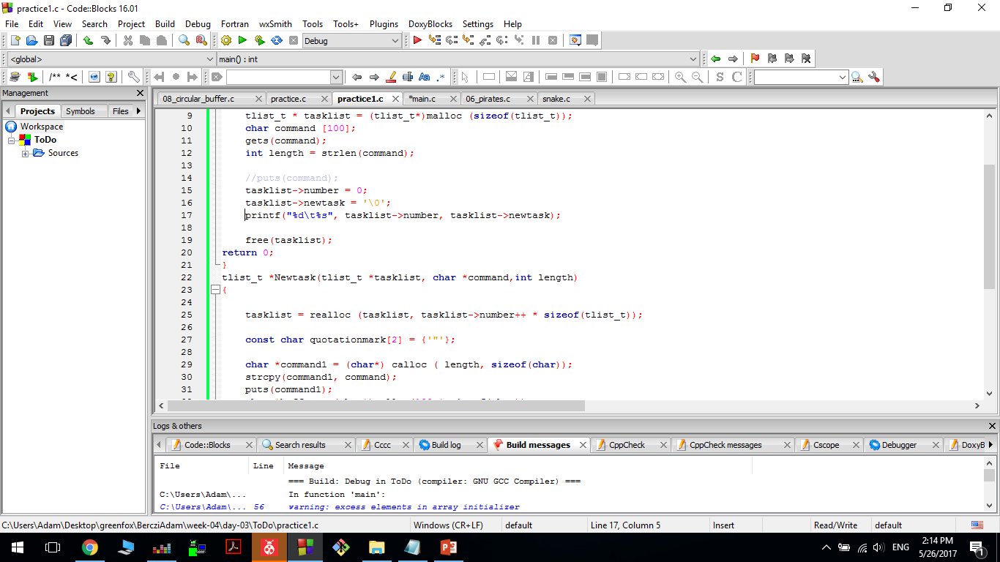 practice1.c - Code::Blocks 16.01
File Edit View Search Project Build Debug Fortran wxSmith Tools Tools+ Plugins DoxyBlocks Settings Help
Debug
<global> main() : int
/** *< Aa .* S C
Management
Projects Symbols Files
Workspace
ToDo
Sources
08_circular_buffer.c practice.c practice1.c *main.c 06_pirates.c snake.c
9 tlist_t * tasklist = (tlist_t*)malloc (sizeof(tlist_t));
10 char command [100];
11 gets(command);
12 int length = strlen(command);
13
14 //puts(command);
15 tasklist->number = 0;
16 tasklist->newtask = '\0';
17 printf("%d\t%s", tasklist->number, tasklist->newtask);
18
19 free(tasklist);
20 return 0;
21 }
22 tlist_t *Newtask(tlist_t *tasklist, char *command,int length)
23 {
24
25 tasklist = realloc (tasklist, tasklist->number++ * sizeof(tlist_t));
26
27 const char quotationmark[2] = {'"'};
28
29 char *command1 = (char*) calloc ( length, sizeof(char));
30 strcpy(command1, command);
31 puts(command1);
Logs & others
Code::Blocks Search results Cccc Build log Build messages CppCheck CppCheck messages Cscope Debugger DoxyB
File Line Message
=== Build: Debug in ToDo (compiler: GNU GCC Compiler) ===
C:\Users\Adam\... In function 'main':
C:\Users\Adam\... 56 warning: excess elements in array initializer
C:\Users\Adam\Desktop\greenfox\BercziAdam\week-04\day-03\ToDo\practice1.c Windows (CR+LF) default Line 17, Column 5 Insert Read/Write default
ENG
2:14 PM
5/26/2017
1